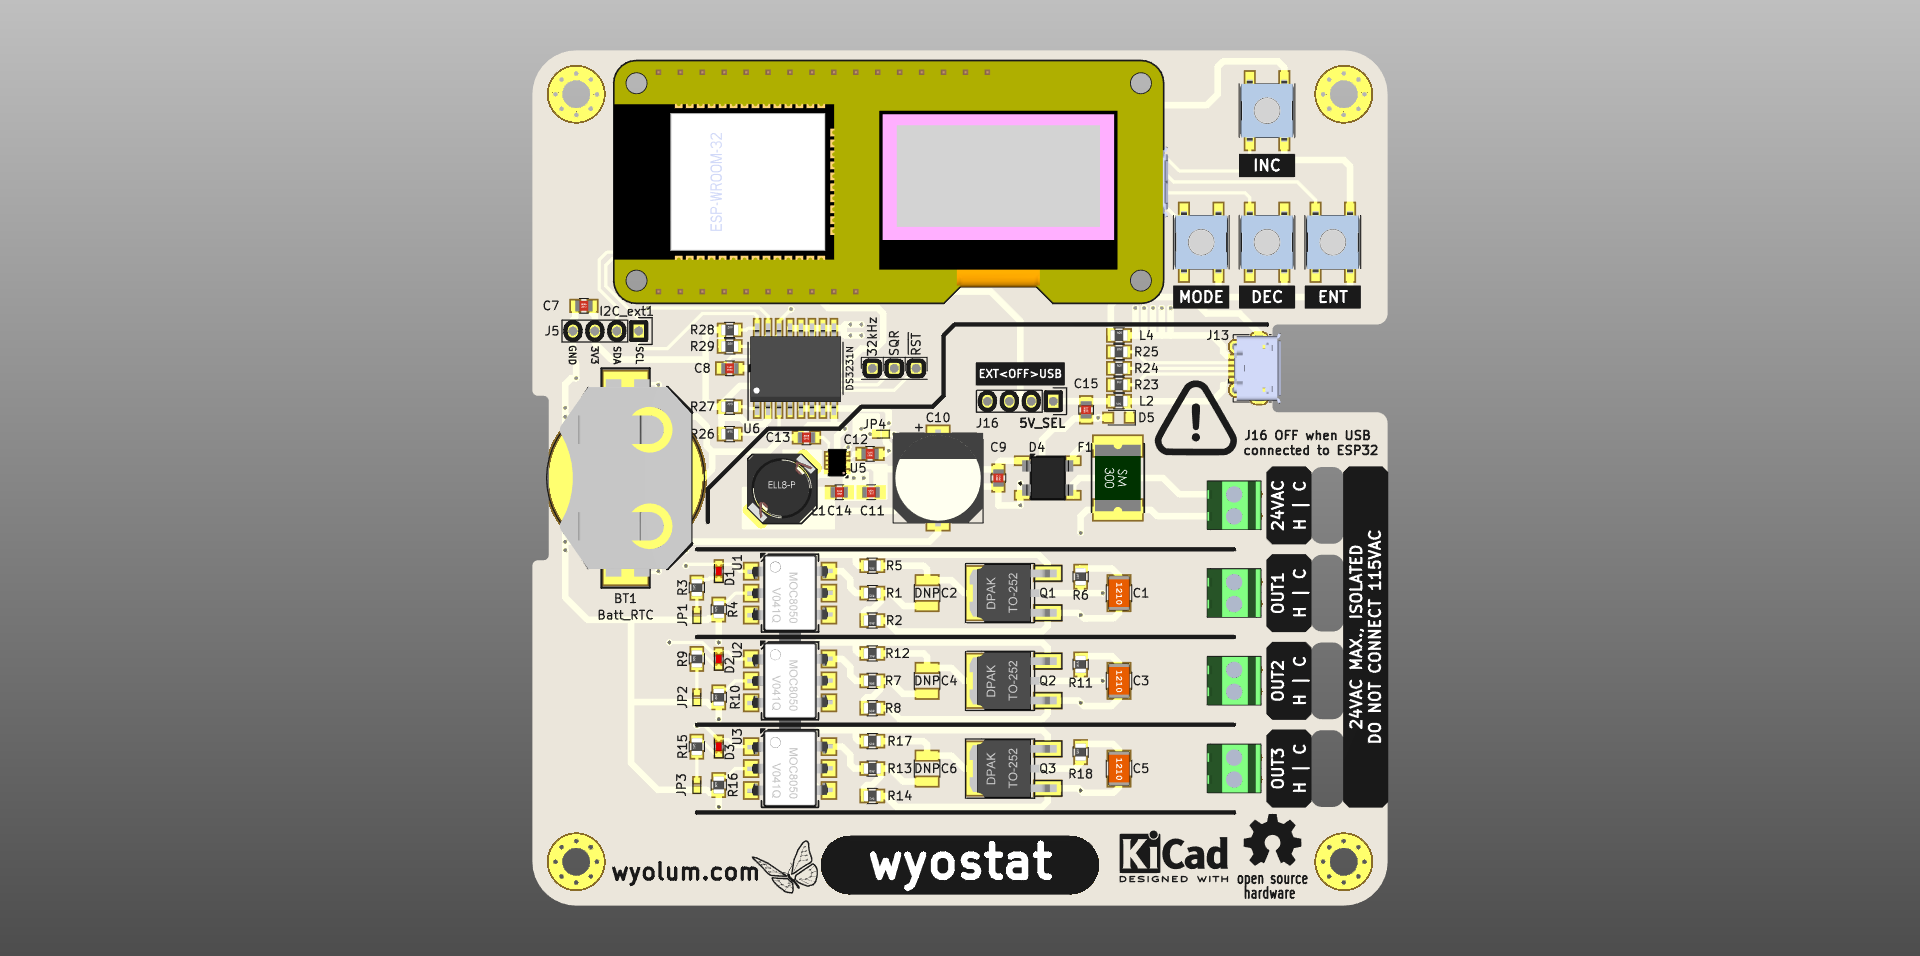 ESP-WROOM-32
INC
MODE
DEC
ENT
C7
I2C_ext1
J5
GND
3V3
SDA
SCL
R28
R29
C8
R27
R26
U6
DS3231N
32kHz
SQR
RST
EXT<OFF>USB
J16
5V_SEL
C15
L4
R25
R24
R23
L2
D5
J13
J16 OFF when USB
connected to ESP32
C13
C12
JP4
U5
C10
+
C9
D4
F1
SM
300
ELL8-P
C14
C11
24VAC
H | C
BT1
Batt_RTC
R3
D1
U1
JP1
R4
MOC8050
V041Q
R5
R1
R2
DNP
C2
DPAK
TO-252
Q1
R6
1210
C1
OUT1
H | C
R9
D2
U2
JP2
R10
MOC8050
V041Q
R12
R7
R8
DNP
C4
DPAK
TO-252
Q2
R11
1210
C3
OUT2
H | C
R15
D3
U3
JP3
R16
MOC8050
V041Q
R17
R13
R14
DNP
C6
DPAK
TO-252
Q3
R18
1210
C5
OUT3
H | C
24VAC MAX., ISOLATED
DO NOT CONNECT 115VAC
wyolum.com
wyostat
KiCad
DESIGNED WITH
open source
hardware